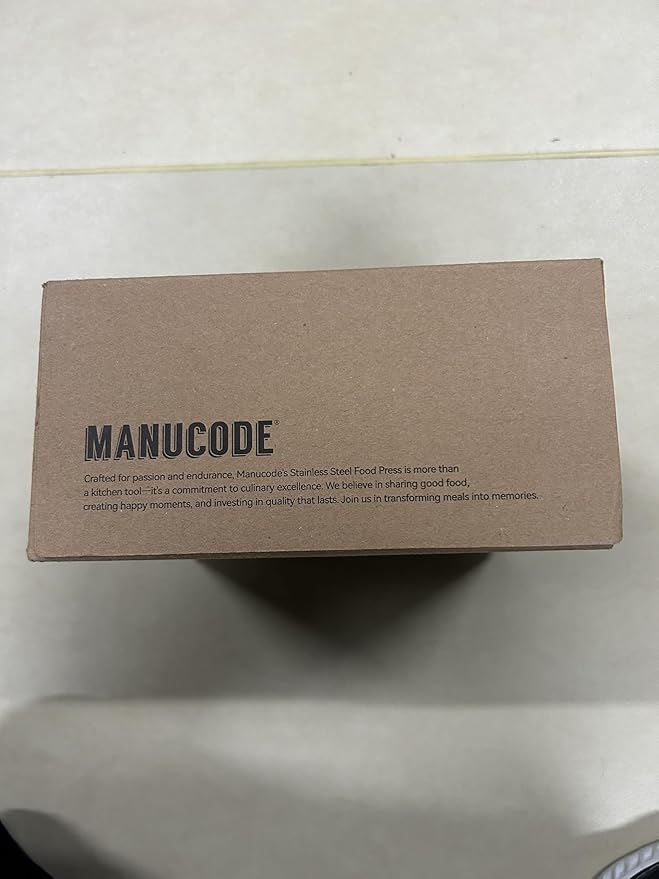 MANUCODE®
Crafted for passion and endurance, Manucode's Stainless Steel Food Press is more than
a kitchen tool—it's a commitment to culinary excellence. We believe in sharing good food,
creating happy moments, and investing in quality that lasts. Join us in transforming meals into memories.